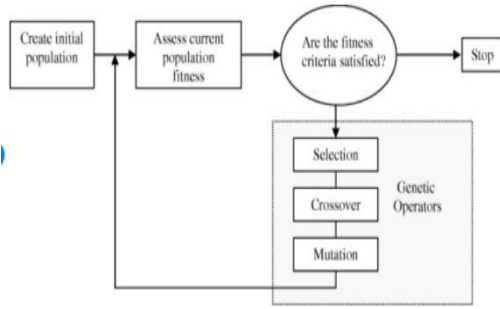 Create initial
population
Assess current
population
fitness
Are the fitness
criteria satisfied?
Stop
Selection
Crossover
Mutation
Genetic
Operators